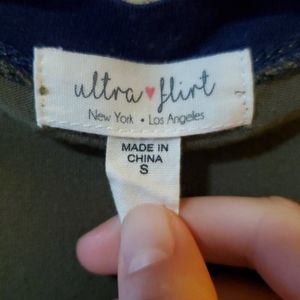 ultra flirt
New York • Los Angeles
MADE IN
CHINA
S